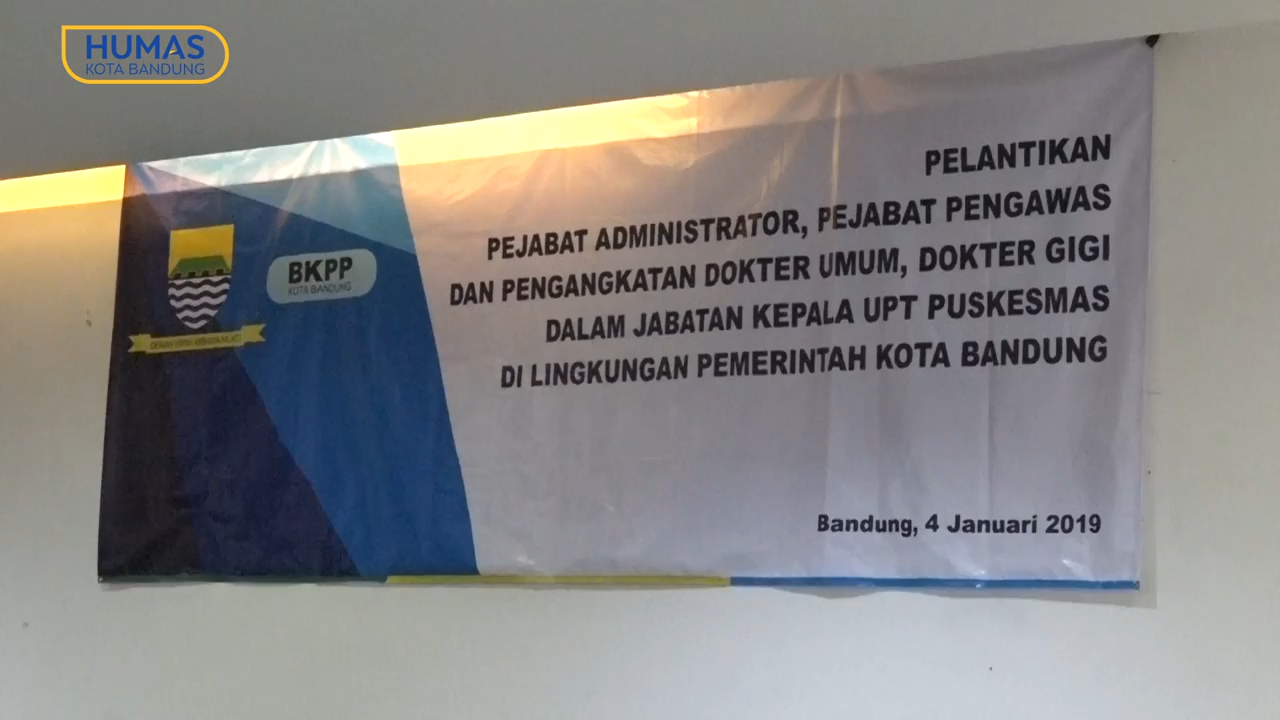 HUMAS
KOTA BANDUNG
PELANTIKAN
PEJABAT ADMINISTRATOR, PEJABAT PENGAWAS
DAN PENGANGKATAN DOKTER UMUM, DOKTER GIGI
DALAM JABATAN KEPALA UPT PUSKESMAS
DI LINGKUNGAN PEMERINTAH KOTA BANDUNG
BKPP
KOTA BANDUNG
Bandung, 4 Januari 2019